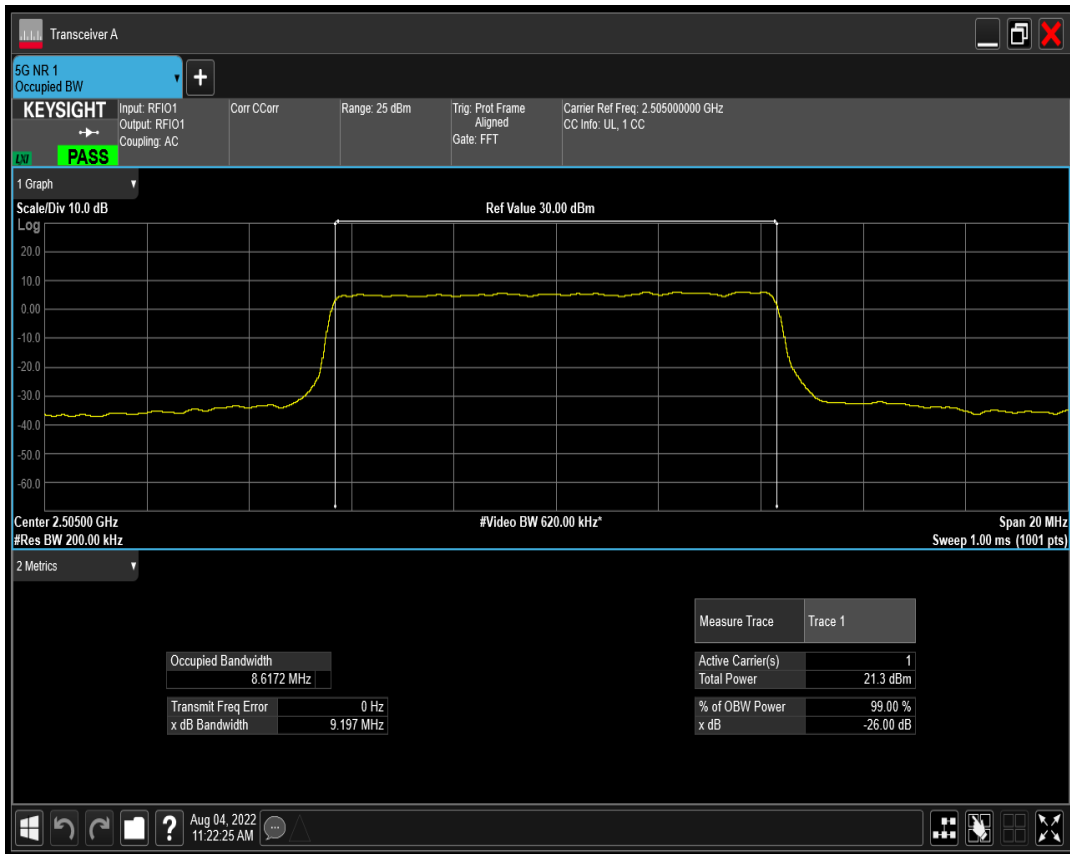 Transceiver A
5G NR 1
Occupied BW
KEYSIGHT
Input: RFIO1
Output: RFIO1
Coupling: AC
Corr CCorr
Range: 25 dBm
Trig: Prot Frame
Aligned
Gate: FFT
Carrier Ref Freq: 2.505000000 GHz
CC Info: UL, 1 CC
LXI
PASS
1 Graph
Scale/Div 10.0 dB
Ref Value 30.00 dBm
Log
20.0
10.0
0.00
-10.0
-20.0
-30.0
-40.0
-50.0
-60.0
Center 2.50500 GHz
#Video BW 620.00 kHz*
Span 20 MHz
#Res BW 200.00 kHz
Sweep 1.00 ms (1001 pts)
2 Metrics
Measure Trace
Trace 1
Occupied Bandwidth
8.6172 MHz
Active Carrier(s) 1
Total Power 21.3 dBm
Transmit Freq Error 0 Hz
x dB Bandwidth 9.197 MHz
% of OBW Power 99.00 %
x dB -26.00 dB
Aug 04, 2022
11:22:25 AM